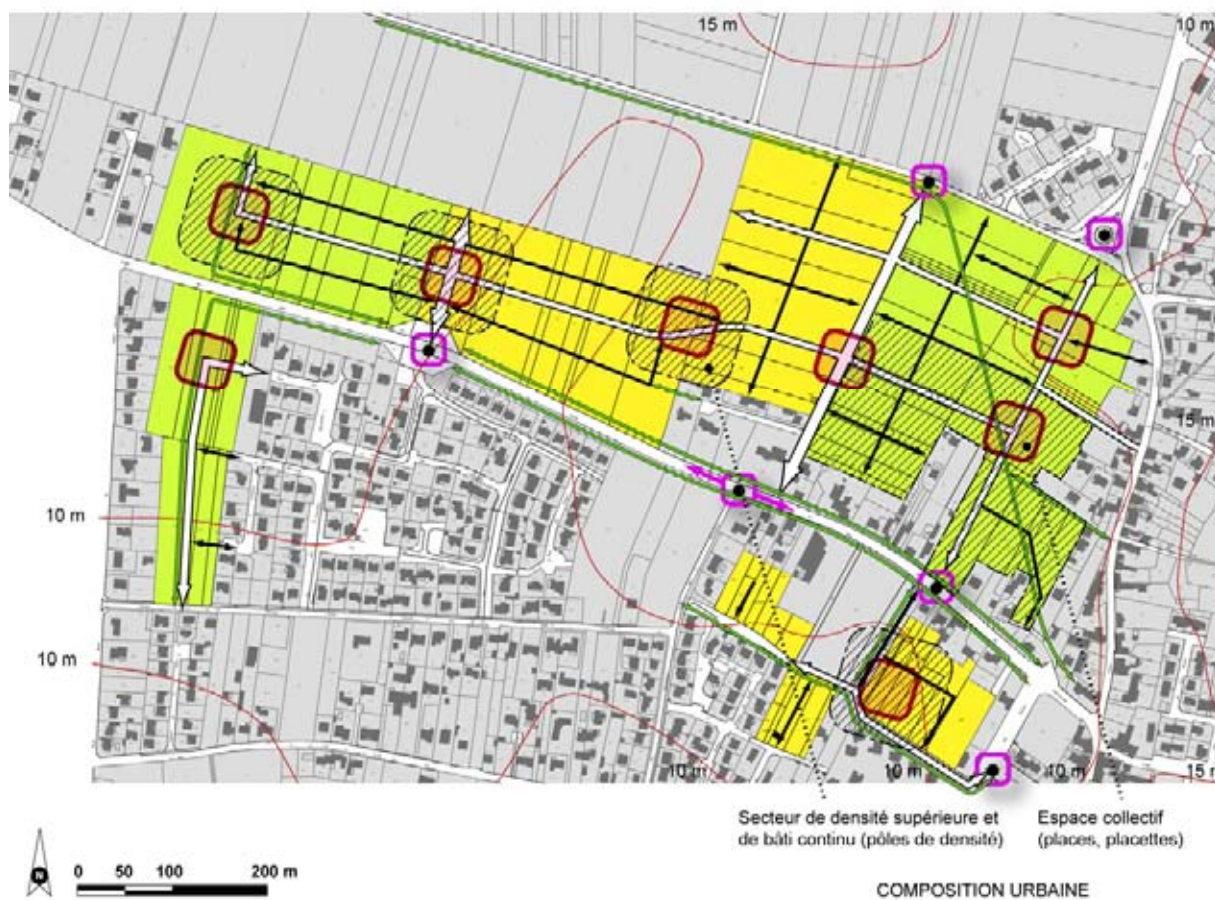 15 m
10 m
15 m
10 m
10 m
10 m
10 m
10 m
15 m
Secteur de densité supérieure et
de bâti continu (pôles de densité)
Espace collectif
(places, placettes)
N
0 50 100 200 m
COMPOSITION URBAINE